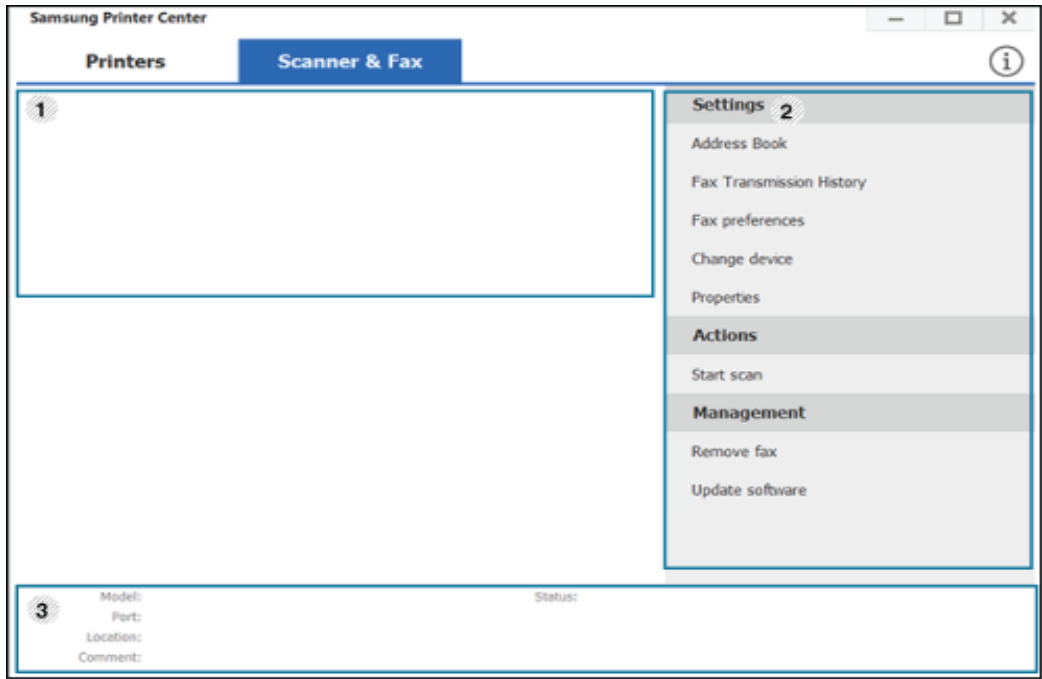 Samsung Printer Center
Printers
Scanner & Fax
1
Settings 2
Address Book
Fax Transmission History
Fax preferences
Change device
Properties
Actions
Start scan
Management
Remove fax
Update software
3
Model:
Status:
Port:
Location:
Comment: